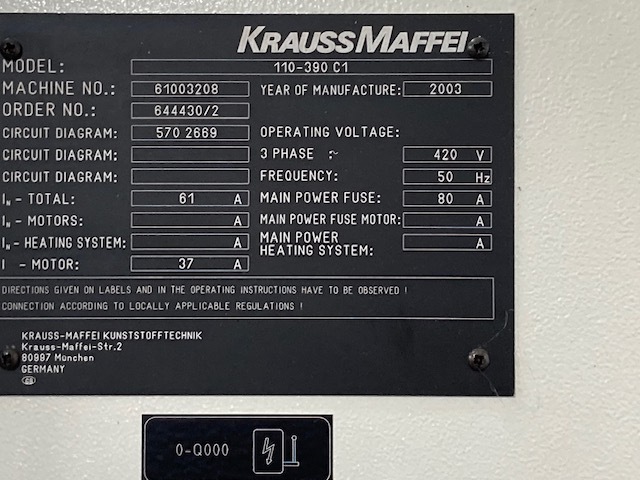 KRAUSSMAFFEI
MODEL: 110-390 C1
MACHINE NO.: 61003208 YEAR OF MANUFACTURE: 2003
ORDER NO.: 644430/2
CIRCUIT DIAGRAM: 570 2669 OPERATING VOLTAGE:
CIRCUIT DIAGRAM: 3 PHASE ~ 420 V
CIRCUIT DIAGRAM: FREQUENCY: 50 Hz
IN - TOTAL: 61 A MAIN POWER FUSE: 80 A
IN - MOTORS: A MAIN POWER FUSE MOTOR: A
IN - HEATING SYSTEM: A MAIN POWER HEATING SYSTEM: A
I - MOTOR: 37 A
DIRECTIONS GIVEN ON LABELS AND IN THE OPERATING INSTRUCTIONS HAVE TO BE OBSERVED !
CONNECTION ACCORDING TO LOCALLY APPLICABLE REGULATIONS !
KRAUSS-MAFFEI KUNSTSTOFFTECHNIK
Krauss-Maffei-Str.2
80997 München
GERMANY
GB
0-Q000